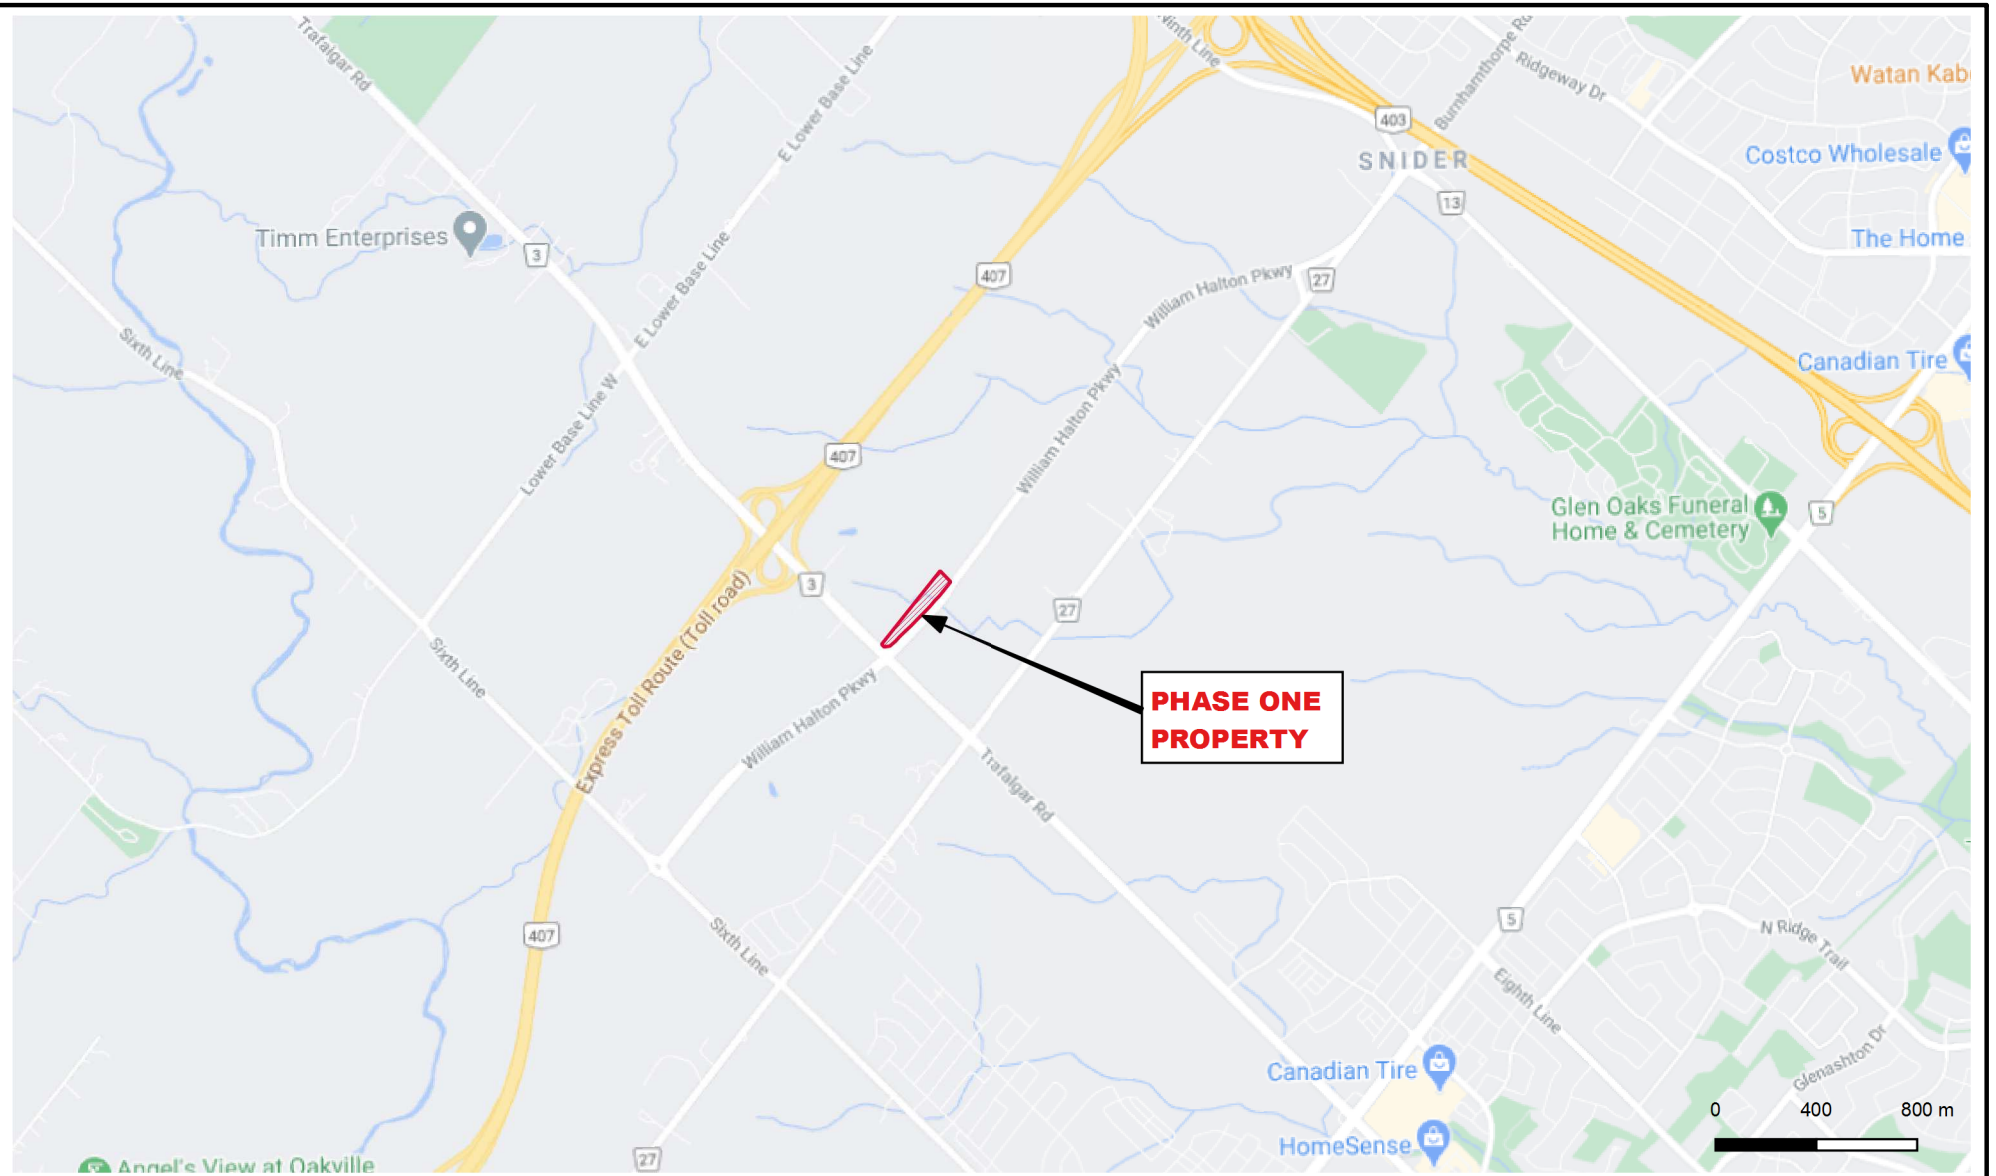 Trafalgar Rd
Ninth Line
Burnhamthorpe Rd
Ridgeway Dr
Watan Kab
E Lower Base Line
403
SNIDER
Costco Wholesale
13
Timm Enterprises
3
The Home
E Lower Base Line
407
William Halton Pkwy
27
Sixth Line
Canadian Tire
Lower Base Line W
William Halton Pkwy
407
Glen Oaks Funeral
Home & Cemetery
5
3
27
Express Toll Route (Toll road)
Sixth Line
PHASE ONE
PROPERTY
William Halton Pkwy
Trafalgar Rd
407
Sixth Line
5
N Ridge Trail
Eighth Line
Glenashton Dr
Canadian Tire
0 400 800 m
HomeSense
27
Angel's View at Oakville